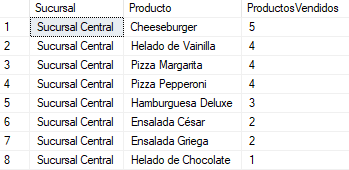 Sucursal Producto ProductosVendidos
1 Sucursal Central Cheeseburger 5
2 Sucursal Central Helado de Vainilla 4
3 Sucursal Central Pizza Margarita 4
4 Sucursal Central Pizza Pepperoni 4
5 Sucursal Central Hamburguesa Deluxe 3
6 Sucursal Central Ensalada César 2
7 Sucursal Central Ensalada Griega 2
8 Sucursal Central Helado de Chocolate 1